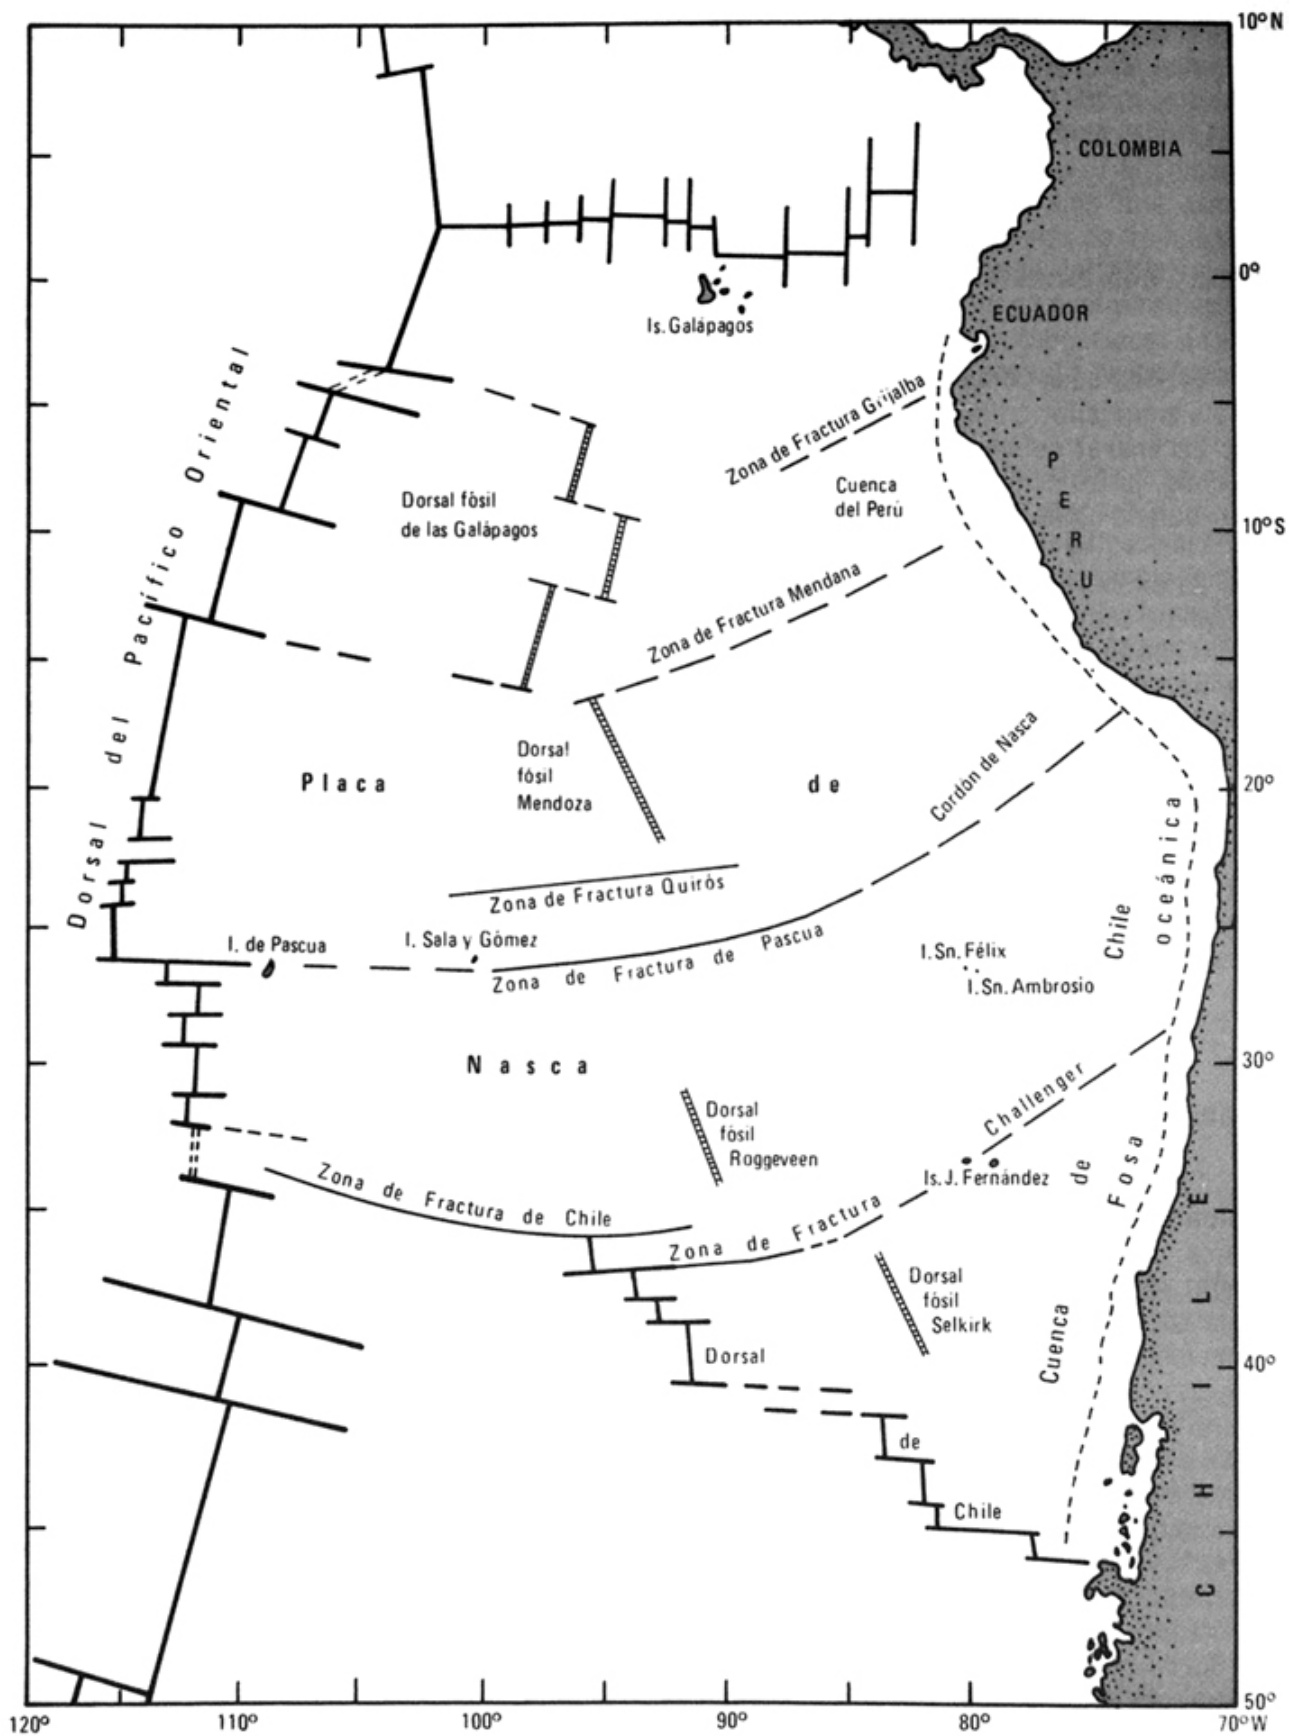 10°N
COLOMBIA
0°
ECUADOR
Is. Galápagos
Dorsal del Pacífico Oriental
Zona de Fractura Grijalba
PERU
Cuenca
del Perú
Dorsal fósil
de las Galápagos
10°S
Zona de Fractura Mendana
Dorsal
fósil
Mendoza
Placa
de
Cordón de Nasca
20°
Zona de Fractura Quirós
I. de Pascua
I. Sala y Gómez
Zona de Fractura de Pascua
I. Sn. Félix
I. Sn. Ambrosio
Chile
oceánica
Nasca
30°
Challenger
Dorsal
fósil
Roggeveen
Is. J. Fernández
de
Fosa
Zona de Fractura de Chile
Zona de Fractura
Dorsal
fósil
Selkirk
Cuenca
CHILE
Dorsal
40°
de
Chile
50°
120°
110°
100°
90°
80°
70°W